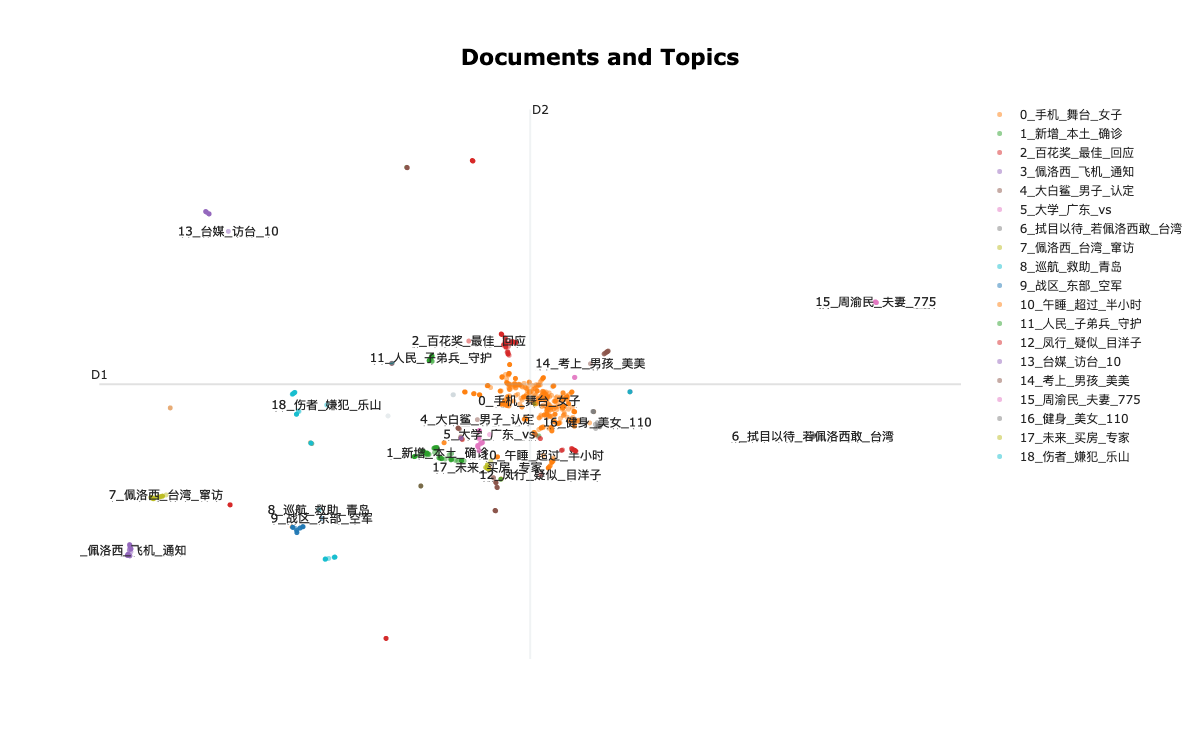 Documents and Topics
D2
0_手机_舞台_女子
1_新增_本土_确诊
2_百花奖_最佳_回应
3_佩洛西_飞机_通知
4_大白鲨_男子_认定
5_大学_广东_vs
6_拭目以待_若佩洛西敢_台湾
7_佩洛西_台湾_窜访
8_巡航_救助_青岛
9_战区_东部_空军
10_午睡_超过_半小时
11_人民_子弟兵_守护
12_凤行_疑似_目洋子
13_台媒_访台_10
14_考上_男孩_美美
15_周渝民_夫妻_775
16_健身_美女_110
17_未来_买房_专家
18_伤者_嫌犯_乐山
13_台媒_访台_10
15_周渝民_夫妻_775
2_百花奖_最佳_回应
11_人民_子弟兵_守护
14_考上_男孩_美美
D1
0_手机_舞台_女子
18_伤者_嫌犯_乐山
4_大白鲨_男子_认定
16_健身_美女_110
5_大学_广东_vs
6_拭目以待_若佩洛西敢_台湾
1_新增_本土_确诊
10_午睡_超过_半小时
17_未来_买房_专家
12_凤行_疑似_目洋子
7_佩洛西_台湾_窜访
8_巡航_救助_青岛
9_战区_东部_空军
_佩洛西_飞机_通知